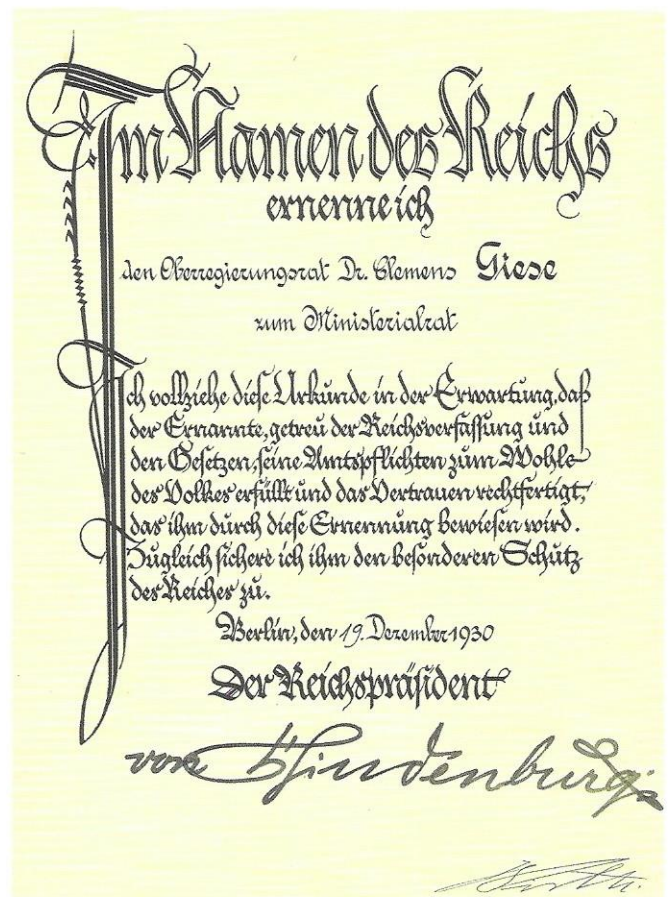 Im Namen des Reichs
ernenne ich
den Oberregierungsrat Dr. Clemens Giese
zum Ministerialrat
Ich vollziehe diese Urkunde in der Erwartung, daß
der Ernannte, getreu der Reichsverfassung und
den Gesetzen, seine Amtspflichten zum Wohle
des Volkes erfüllt und das Vertrauen rechtfertigt,
das ihm durch diese Ernennung bewiesen wird.
Zugleich sichere ich ihm den besonderen Schutz
des Reiches zu.
Berlin, den 19. Dezember 1930
Der Reichspräsident
von Hindenburg